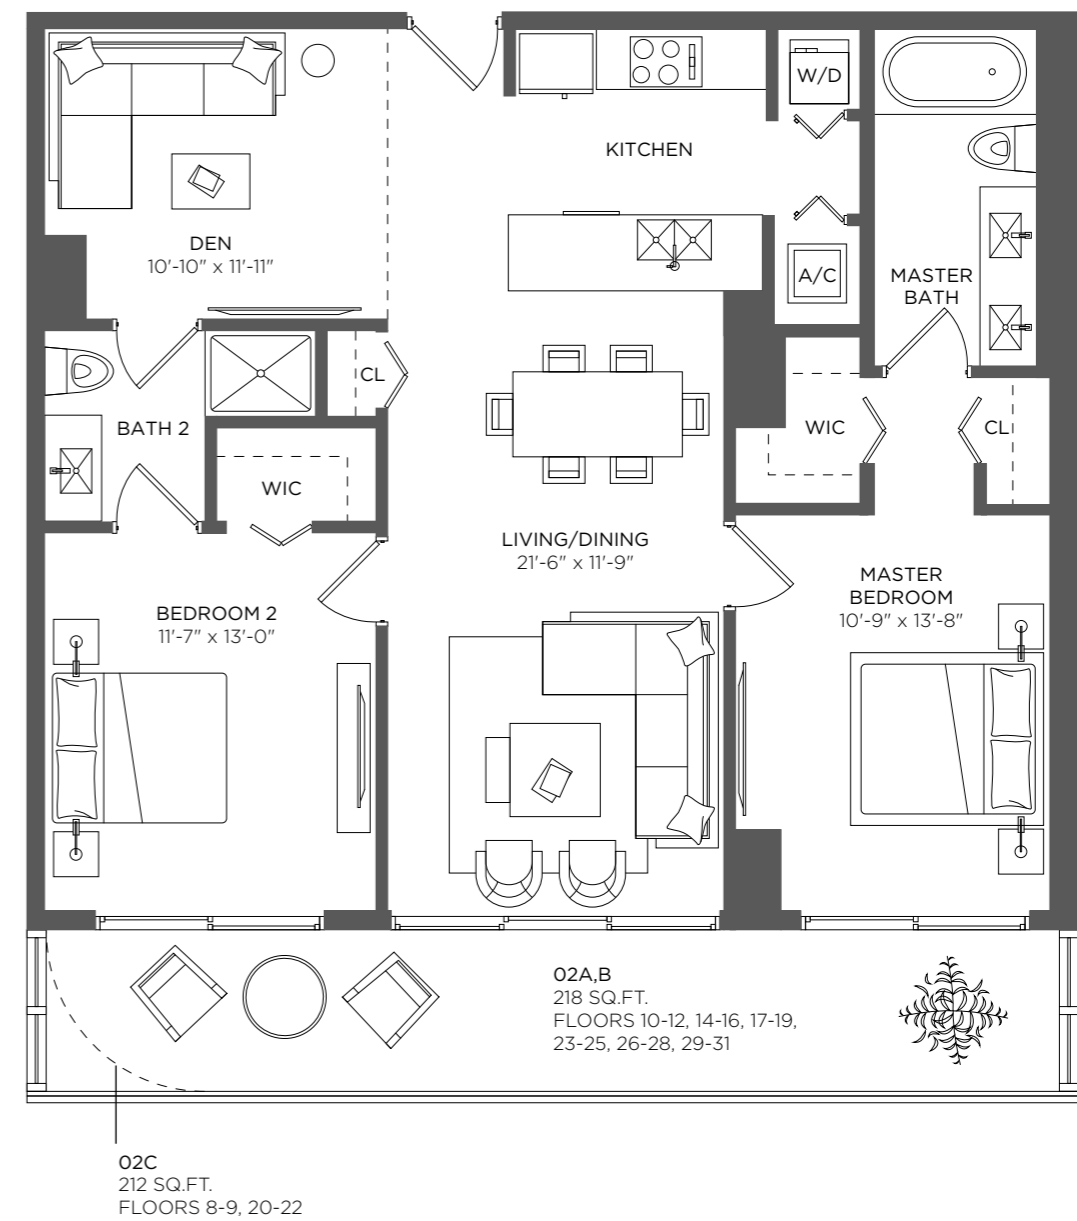 W/D
KITCHEN
DEN
10'-10" x 11'-11"
A/C
MASTER
BATH
CL
BATH 2
WIC
CL
WIC
LIVING/DINING
21'-6" x 11'-9"
MASTER
BEDROOM
10'-9" x 13'-8"
BEDROOM 2
11'-7" x 13'-0"
02A,B
218 SQ.FT.
FLOORS 10-12, 14-16, 17-19,
23-25, 26-28, 29-31
02C
212 SQ.FT.
FLOORS 8-9, 20-22